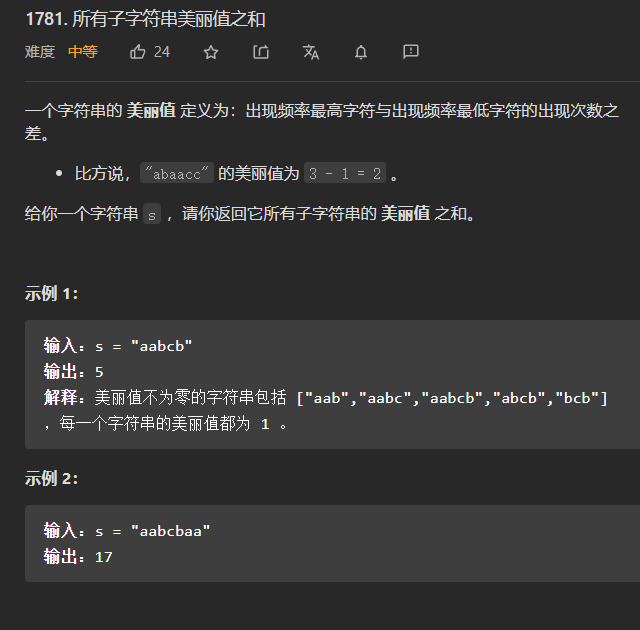 1781. 所有子字符串美丽值之和
难度 中等 24
一个字符串的 美丽值 定义为：出现频率最高字符与出现频率最低字符的出现次数之
差。
• 比方说，"abaacc" 的美丽值为 3 - 1 = 2 。
给你一个字符串 s ，请你返回它所有子字符串的 美丽值 之和。
示例 1：
输入：s = "aabcb"
输出：5
解释：美丽值不为零的字符串包括 ["aab","aabc","aabcb","abcb","bcb"]
，每一个字符串的美丽值都为 1 。
示例 2：
输入：s = "aabcbaa"
输出：17